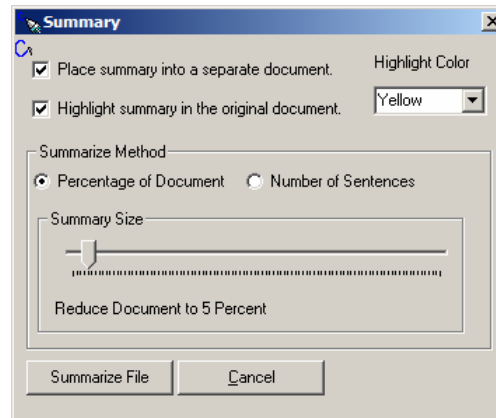 Summary
Place summary into a separate document.
Highlight Color
Highlight summary in the original document.
Yellow
Summarize Method
Percentage of Document
Number of Sentences
Summary Size
Reduce Document to 5 Percent
Summarize File
Cancel